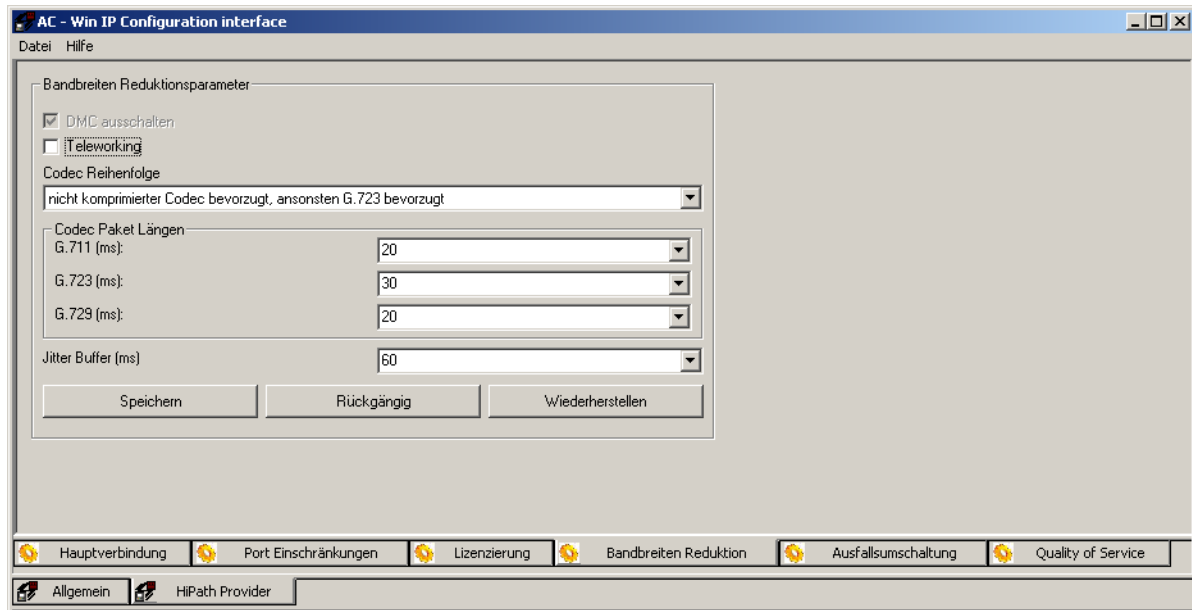 AC - Win IP Configuration interface
Datei Hilfe
Bandbreiten Reduktionsparameter
DMC ausschalten
Teleworking
Codec Reihenfolge
nicht komprimierter Codec bevorzugt, ansonsten G.723 bevorzugt
Codec Paket Längen
G.711 (ms): 20
G.723 (ms): 30
G.729 (ms): 20
Jitter Buffer (ms) 60
Speichern Rückgängig Wiederherstellen
Hauptverbindung Port Einschränkungen Lizenzierung Bandbreiten Reduktion Ausfallsumschaltung Quality of Service
Allgemein HiPath Provider